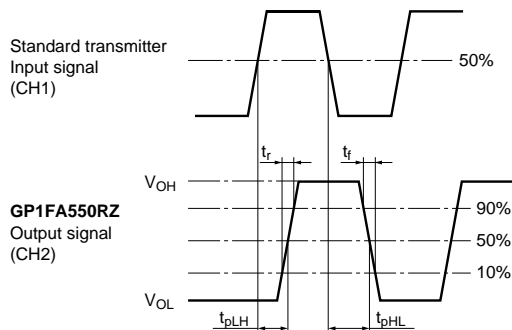 Standard transmitter
Input signal
(CH1)
50%
tr
tf
VOH
GP1FA550RZ
Output signal
(CH2)
90%
50%
10%
VOL
tpLH
tpHL